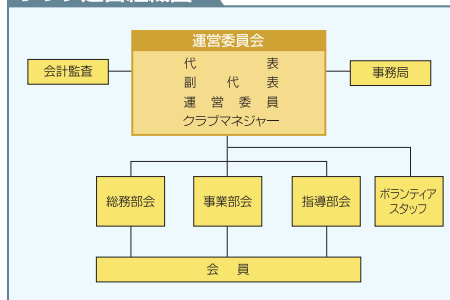 運営委員会
代表
副代表
運営委員
クラブマネジャー
会計監査
事務局
総務部会
事業部会
指導部会
ボランティア
スタッフ
会員